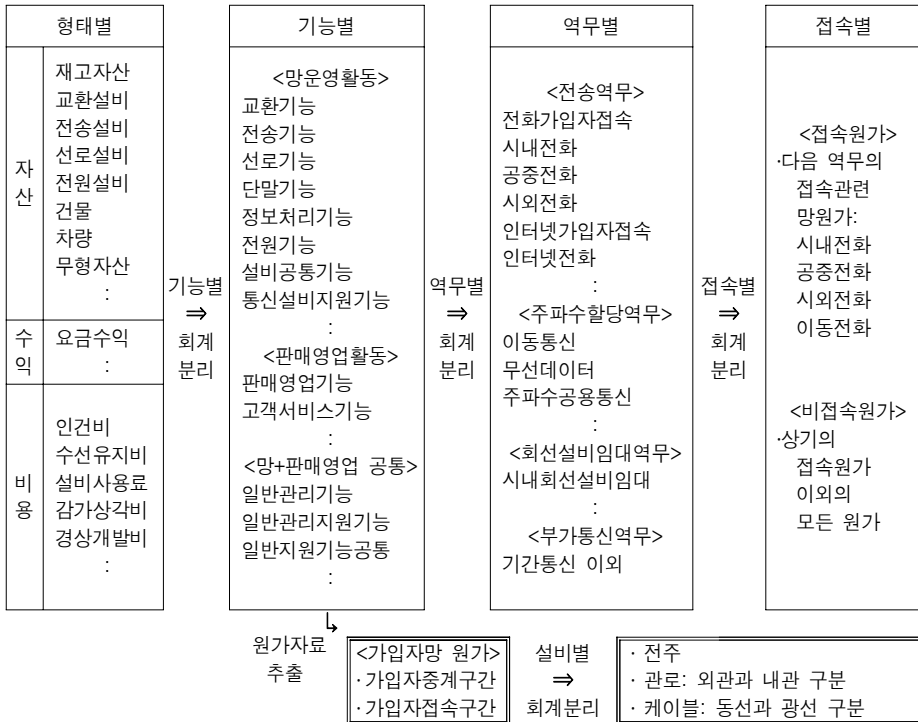 형태별
자
산
재고자산
교환설비
전송설비
선로설비
전원설비
건물
차량
무형자산
:
수
익
요금수익
:
비
용
인건비
수선유지비
설비사용료
감가상각비
경상개발비
:
기능별
⇒
회계
분리
기능별
<망운영활동>
교환기능
전송기능
선로기능
단말기능
정보처리기능
전원기능
설비공통기능
통신설비지원기능
:
<판매영업활동>
판매영업기능
고객서비스기능
:
<망+판매영업 공통>
일반관리기능
일반관리지원기능
일반지원기능공통
:
역무별
⇒
회계
분리
역무별
<전송역무>
전화가입자접속
시내전화
공중전화
시외전화
인터넷가입자접속
인터넷전화
:
<주파수할당역무>
이동통신
무선데이터
주파수공용통신
:
<회선설비임대역무>
시내회선설비임대
:
<부가통신역무>
기간통신 이외
접속별
⇒
회계
분리
접속별
<접속원가>
·다음 역무의
접속관련
망원가:
시내전화
공중전화
시외전화
이동전화
<비접속원가>
·상기의
접속원가
이외의
모든 원가
↳
원가자료
추출
<가입자망 원가>
·가입자중계구간
·가입자접속구간
설비별
⇒
회계분리
· 전주
· 관로: 외관과 내관 구분
· 케이블: 동선과 광선 구분